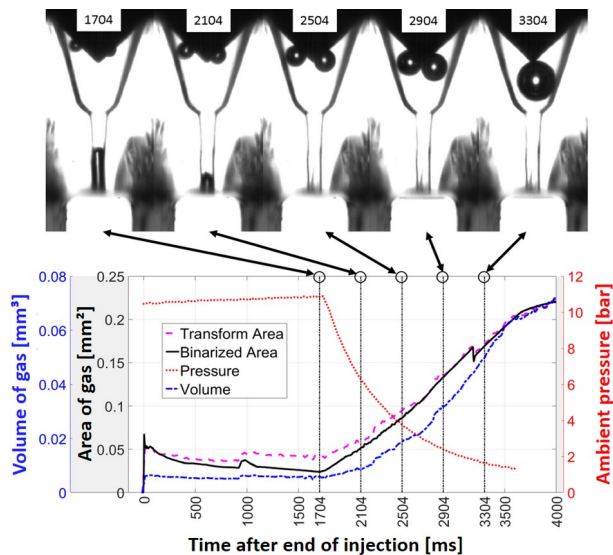 1704 2104 2504 2904 3304
Volume of gas [mm³]
0.08
0.06
0.04
0.02
0
Area of gas [mm²]
0.25
0.2
0.15
0.1
0.05
0
Transform Area
Binarized Area
Pressure
Volume
12
10
8
6
4
2
0
Ambient pressure [bar]
0 500 1000 1500 1704 2104 2504 2904 3304 3500 4000
Time after end of injection [ms]